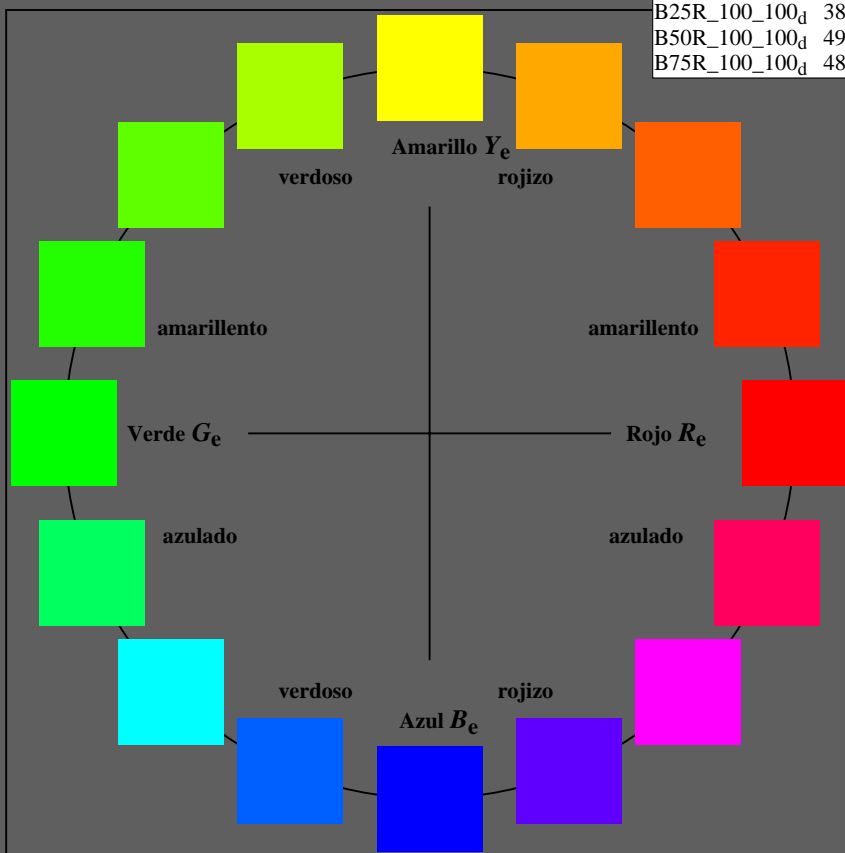 B25R_100_100d 38
B50R_100_100d 49
B75R_100_100d 48
Amarillo Ye
verdoso rojizo
amarillento amarillento
Verde Ge Rojo Re
azulado azulado
verdoso rojizo
Azul Be